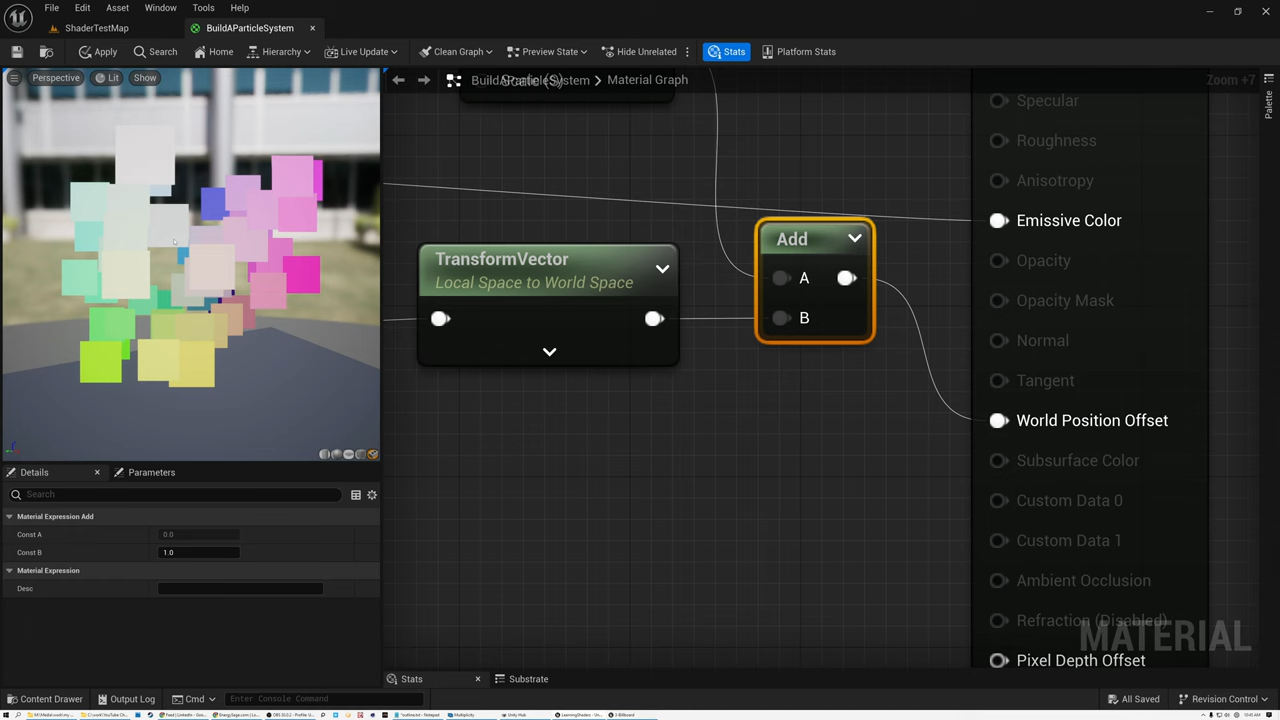 File Edit Asset Window Tools Help
ShaderTestMap BuildAParticleSystem
Apply Search Home Hierarchy Live Update Clean Graph Preview State Hide Unrelated Stats Platform Stats
Perspective Lit Show
BuildAParticleSystem > Material Graph Zoom +7
Palette
Specular
Roughness
Anisotropy
Emissive Color
Opacity
Opacity Mask
Normal
Tangent
World Position Offset
Subsurface Color
Custom Data 0
Custom Data 1
Ambient Occlusion
Refraction (Disabled)
Pixel Depth Offset
MATERIAL
TransformVector
Local Space to World Space
Add
A
B
Details Parameters
Search
Material Expression Add
Const A 0.0
Const B 1.0
Material Expression
Desc
Stats Substrate
Content Drawer Output Log Cmd Enter Console Command All Saved Revision Control
10:45 AM